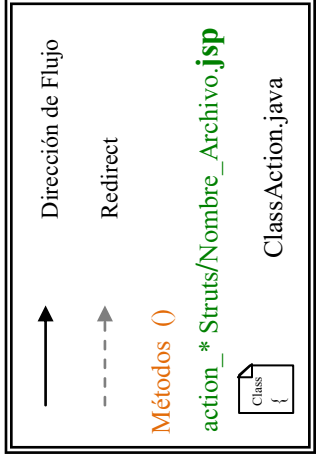 Dirección de Flujo
Redirect
Métodos ()
action_* Struts/Nombre_Archivo.jsp
Class
{
ClassAction.java